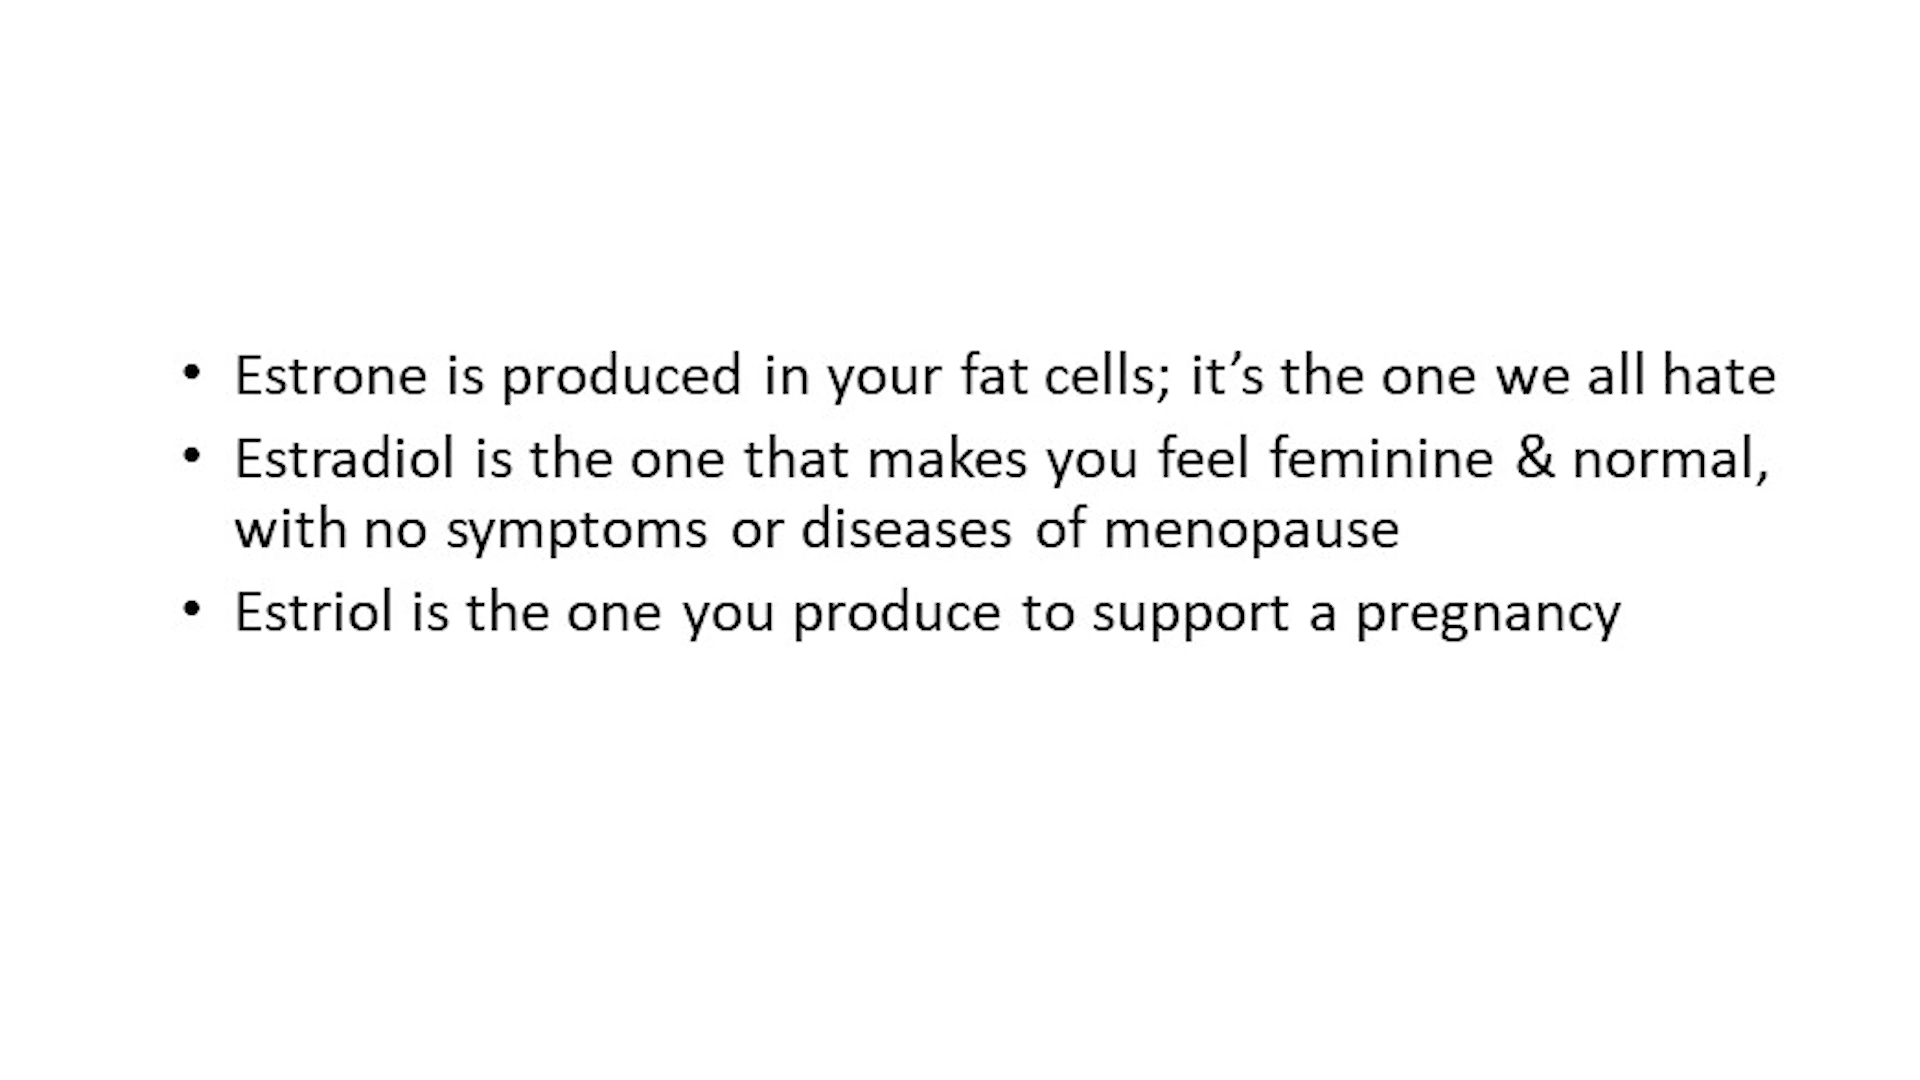 • Estrone is produced in your fat cells; it’s the one we all hate
• Estradiol is the one that makes you feel feminine & normal,
with no symptoms or diseases of menopause
• Estriol is the one you produce to support a pregnancy